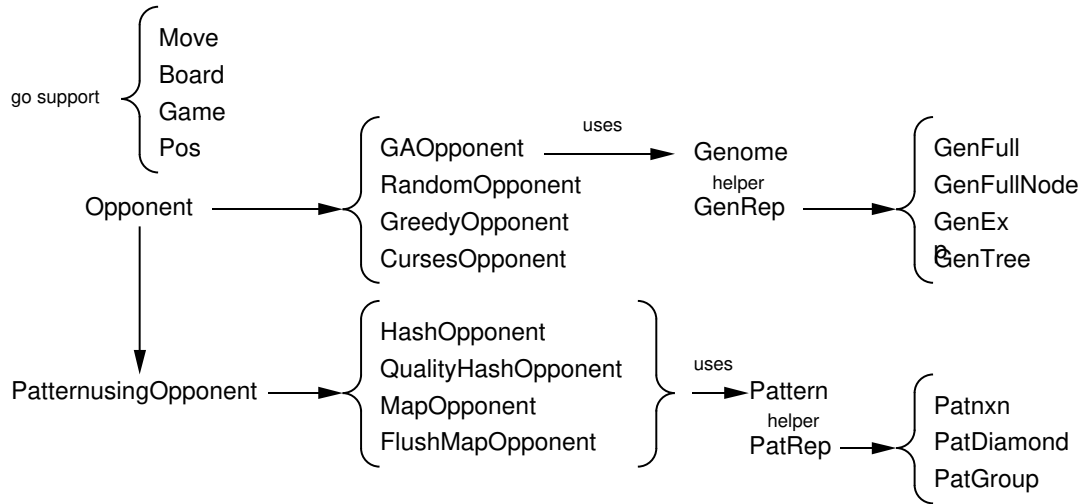 Move
Board
go support
Game
Pos
Opponent
GAOpponent
RandomOpponent
GreedyOpponent
CursesOpponent
uses
Genome
helper
GenRep
GenFull
GenFullNode
GenEx
p
GenTree
PatternusingOpponent
HashOpponent
QualityHashOpponent
MapOpponent
FlushMapOpponent
uses
Pattern
helper
PatRep
Patnxn
PatDiamond
PatGroup